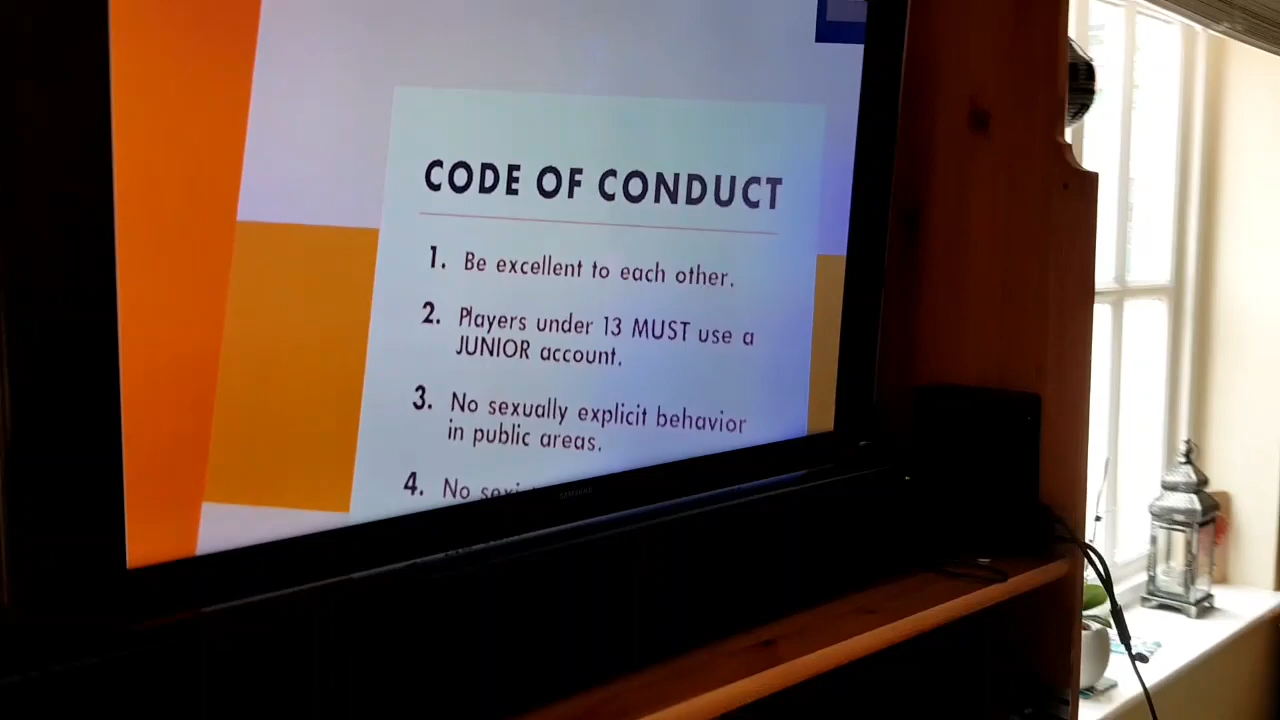 CODE OF CONDUCT
1. Be excellent to each other.
2. Players under 13 MUST use a
JUNIOR account.
3. No sexually explicit behavior
in public areas.
4. No
SAMSUNG